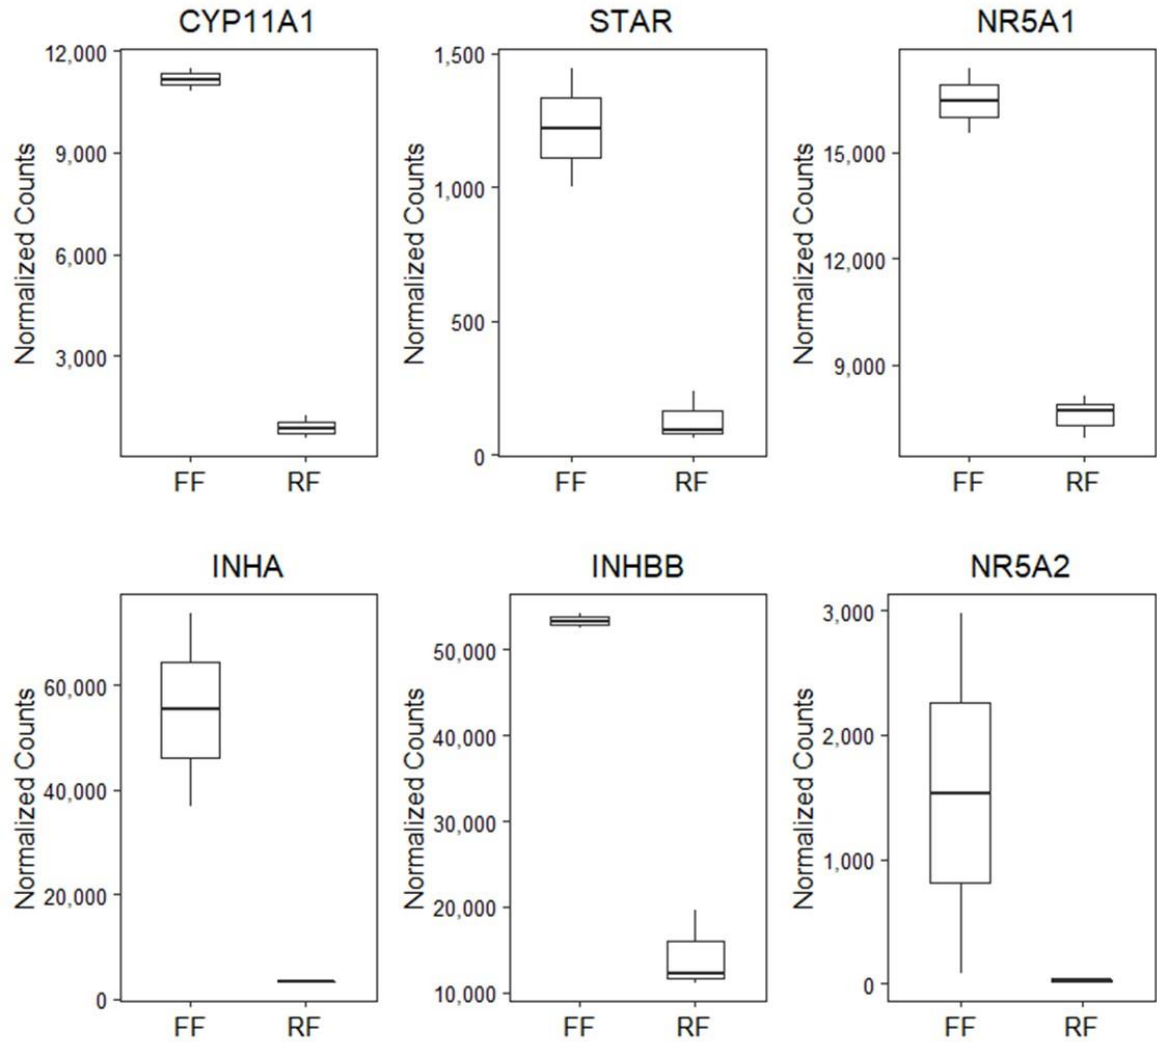 CYP11A1 STAR NR5A1
12,000 1,500
9,000 15,000
1,000
6,000 12,000
500
3,000 9,000
0
Normalized Counts Normalized Counts Normalized Counts
FF RF FF RF FF RF
INHA INHBB NR5A2
3,000
50,000
60,000
40,000 2,000
40,000
30,000
1,000
20,000 20,000
0 10,000 0
Normalized Counts Normalized Counts Normalized Counts
FF RF FF RF FF RF